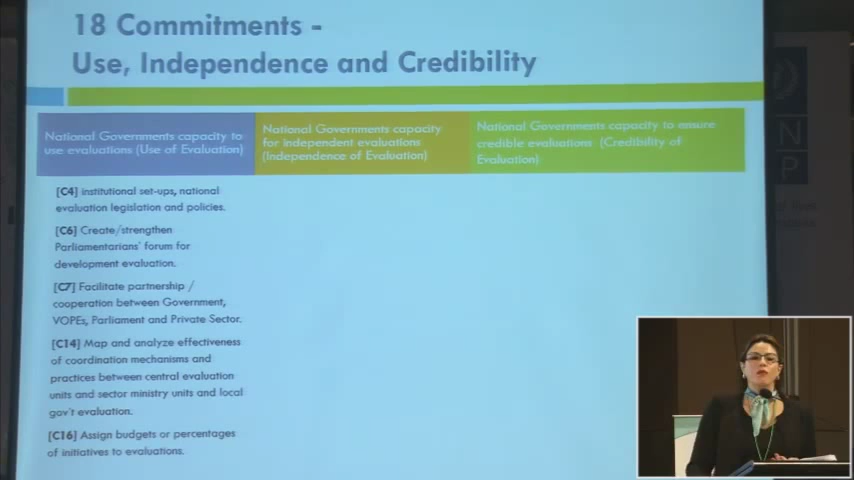 18 Commitments -
Use, Independence and Credibility
National Governments capacity to
use evaluations (Use of Evaluation)
National Governments capacity
for independent evaluations
(Independence of Evaluation)
National Governments capacity to ensure
credible evaluations (Credibility of
Evaluation)
[C4] institutional set-ups, national
evaluation legislation and policies.
[C6] Create/strengthen
Parliamentarians' forum for
development evaluation.
[C7] Facilitate partnership /
cooperation between Government,
VOPEs, Parliament and Private Sector.
[C14] Map and analyze effectiveness
of coordination mechanisms and
practices between central evaluation
units and sector ministry units and local
gov't evaluation.
[C16] Assign budgets or percentages
of initiatives to evaluations.
N
P